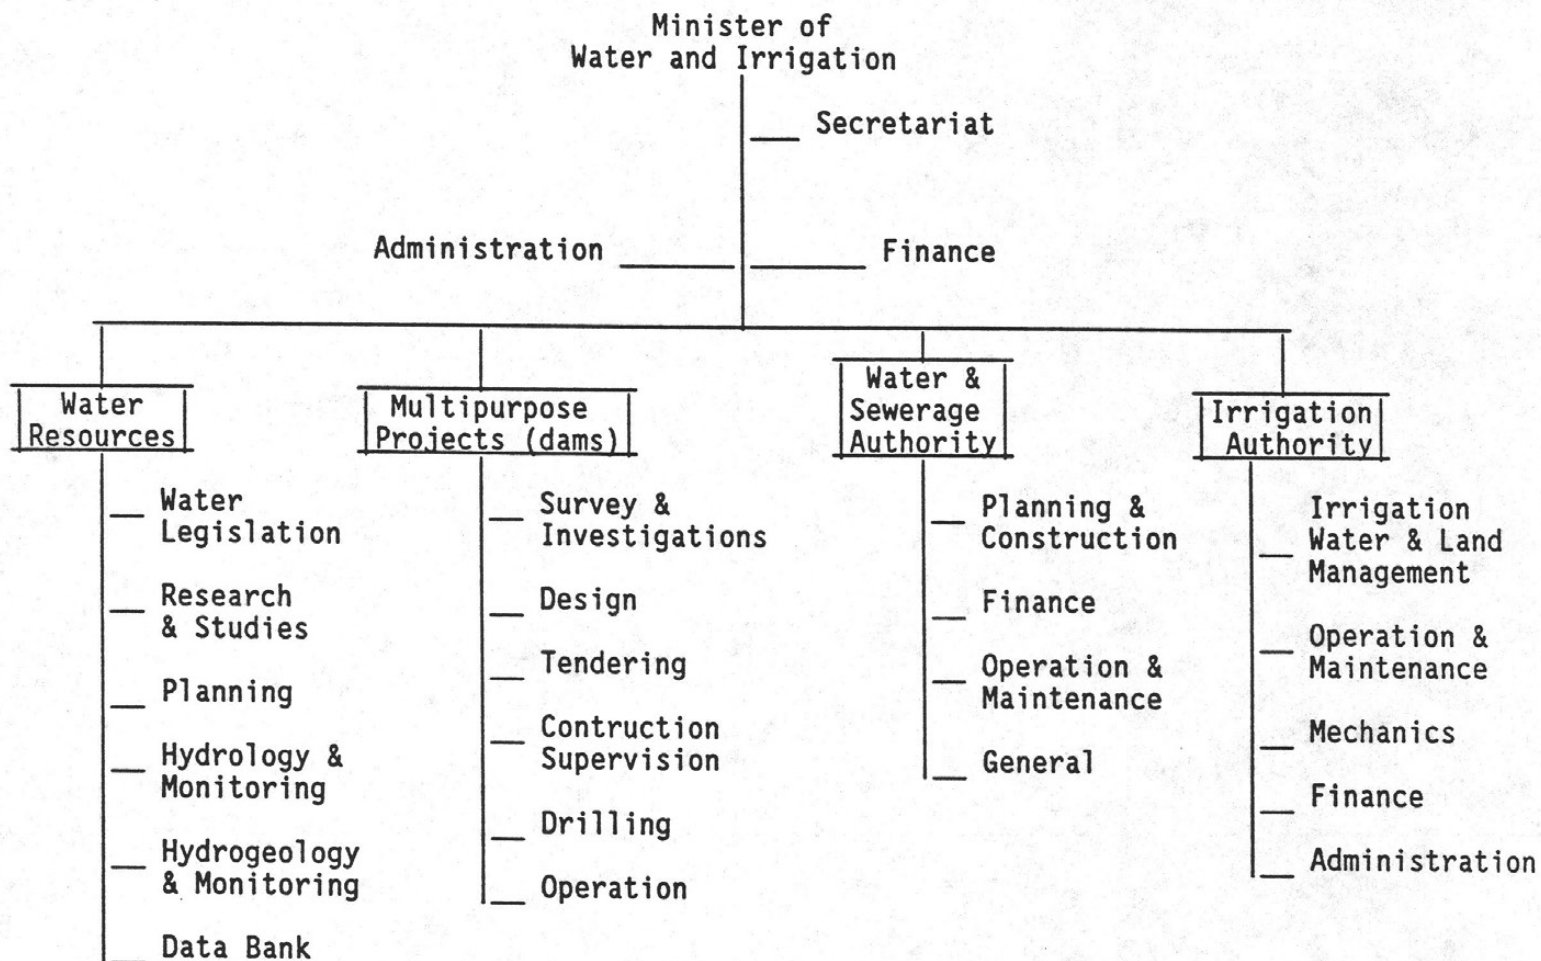 Minister of
Water and Irrigation
Secretariat
Administration
Finance
Water
Resources
Water
Legislation
Research
& Studies
Planning
Hydrology &
Monitoring
Hydrogeology
& Monitoring
Data Bank
Multipurpose
Projects (dams)
Survey &
Investigations
Design
Tendering
Contruction
Supervision
Drilling
Operation
Water &
Sewerage
Authority
Planning &
Construction
Finance
Operation &
Maintenance
General
Irrigation
Authority
Irrigation
Water & Land
Management
Operation &
Maintenance
Mechanics
Finance
Administration